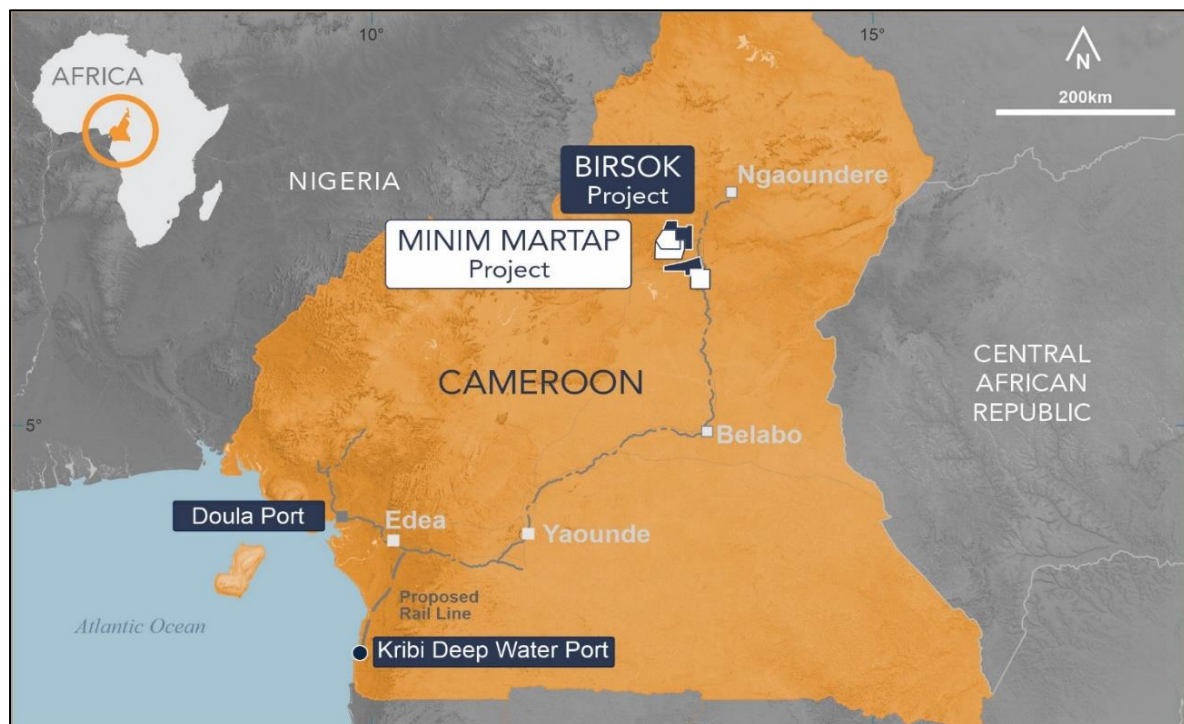 10°
15°
AFRICA
N
200km
NIGERIA
BIRSOK
Project
Ngaoundere
MINIM MARTAP
Project
CENTRAL
AFRICAN
REPUBLIC
CAMEROON
5°
Belabo
Doula Port
Edea
Yaounde
Proposed
Rail Line
Atlantic Ocean
Kribi Deep Water Port